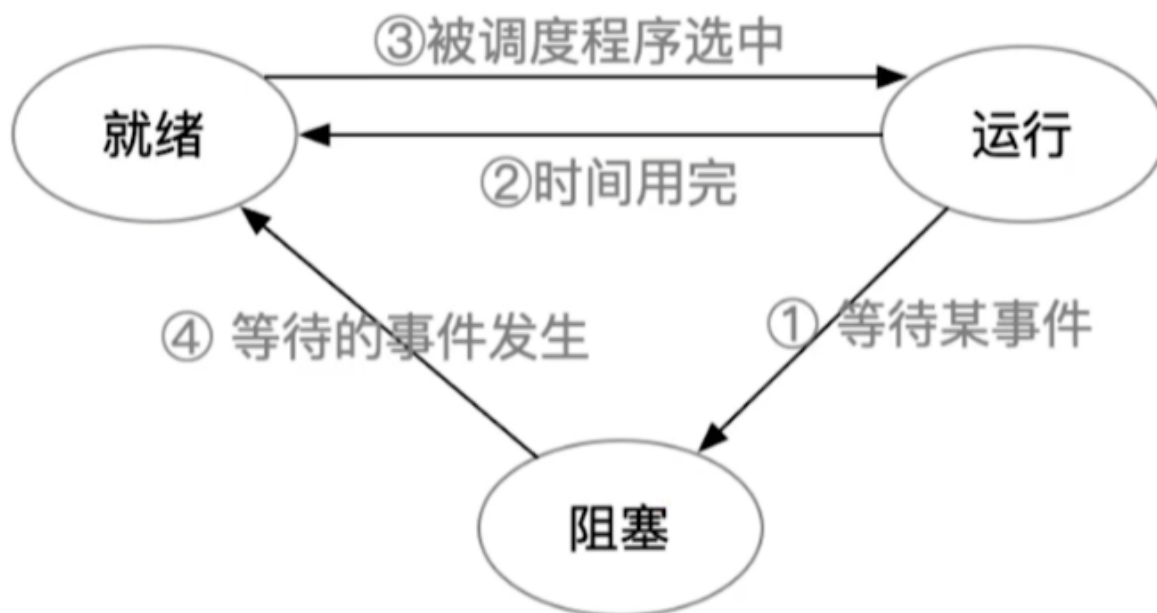 ③被调度程序选中
就绪
运行
②时间用完
④ 等待的事件发生
① 等待某事件
阻塞